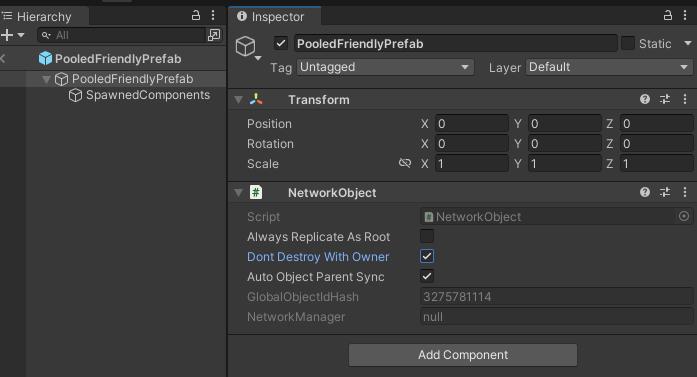 Hierarchy
All
PooledFriendlyPrefab
PooledFriendlyPrefab
SpawnedComponents
Inspector
PooledFriendlyPrefab Static
Tag Untagged Layer Default
Transform
Position X 0 Y 0 Z 0
Rotation X 0 Y 0 Z 0
Scale X 1 Y 1 Z 1
# NetworkObject
Script # NetworkObject
Always Replicate As Root
Dont Destroy With Owner
Auto Object Parent Sync
GlobalObjectIdHash 3275781114
NetworkManager null
Add Component